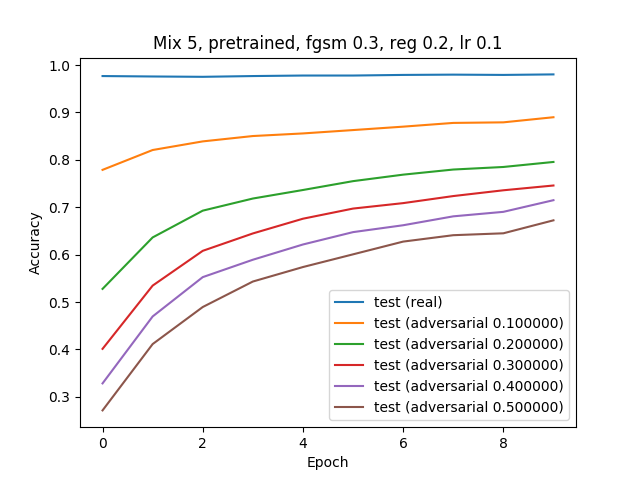 Mix 5, pretrained, fgsm 0.3, reg 0.2, lr 0.1
1.0
0.9
0.8
0.7
0.6
0.5
0.4
0.3
Accuracy
test (real)
test (adversarial 0.100000)
test (adversarial 0.200000)
test (adversarial 0.300000)
test (adversarial 0.400000)
test (adversarial 0.500000)
0 2 4 6 8
Epoch